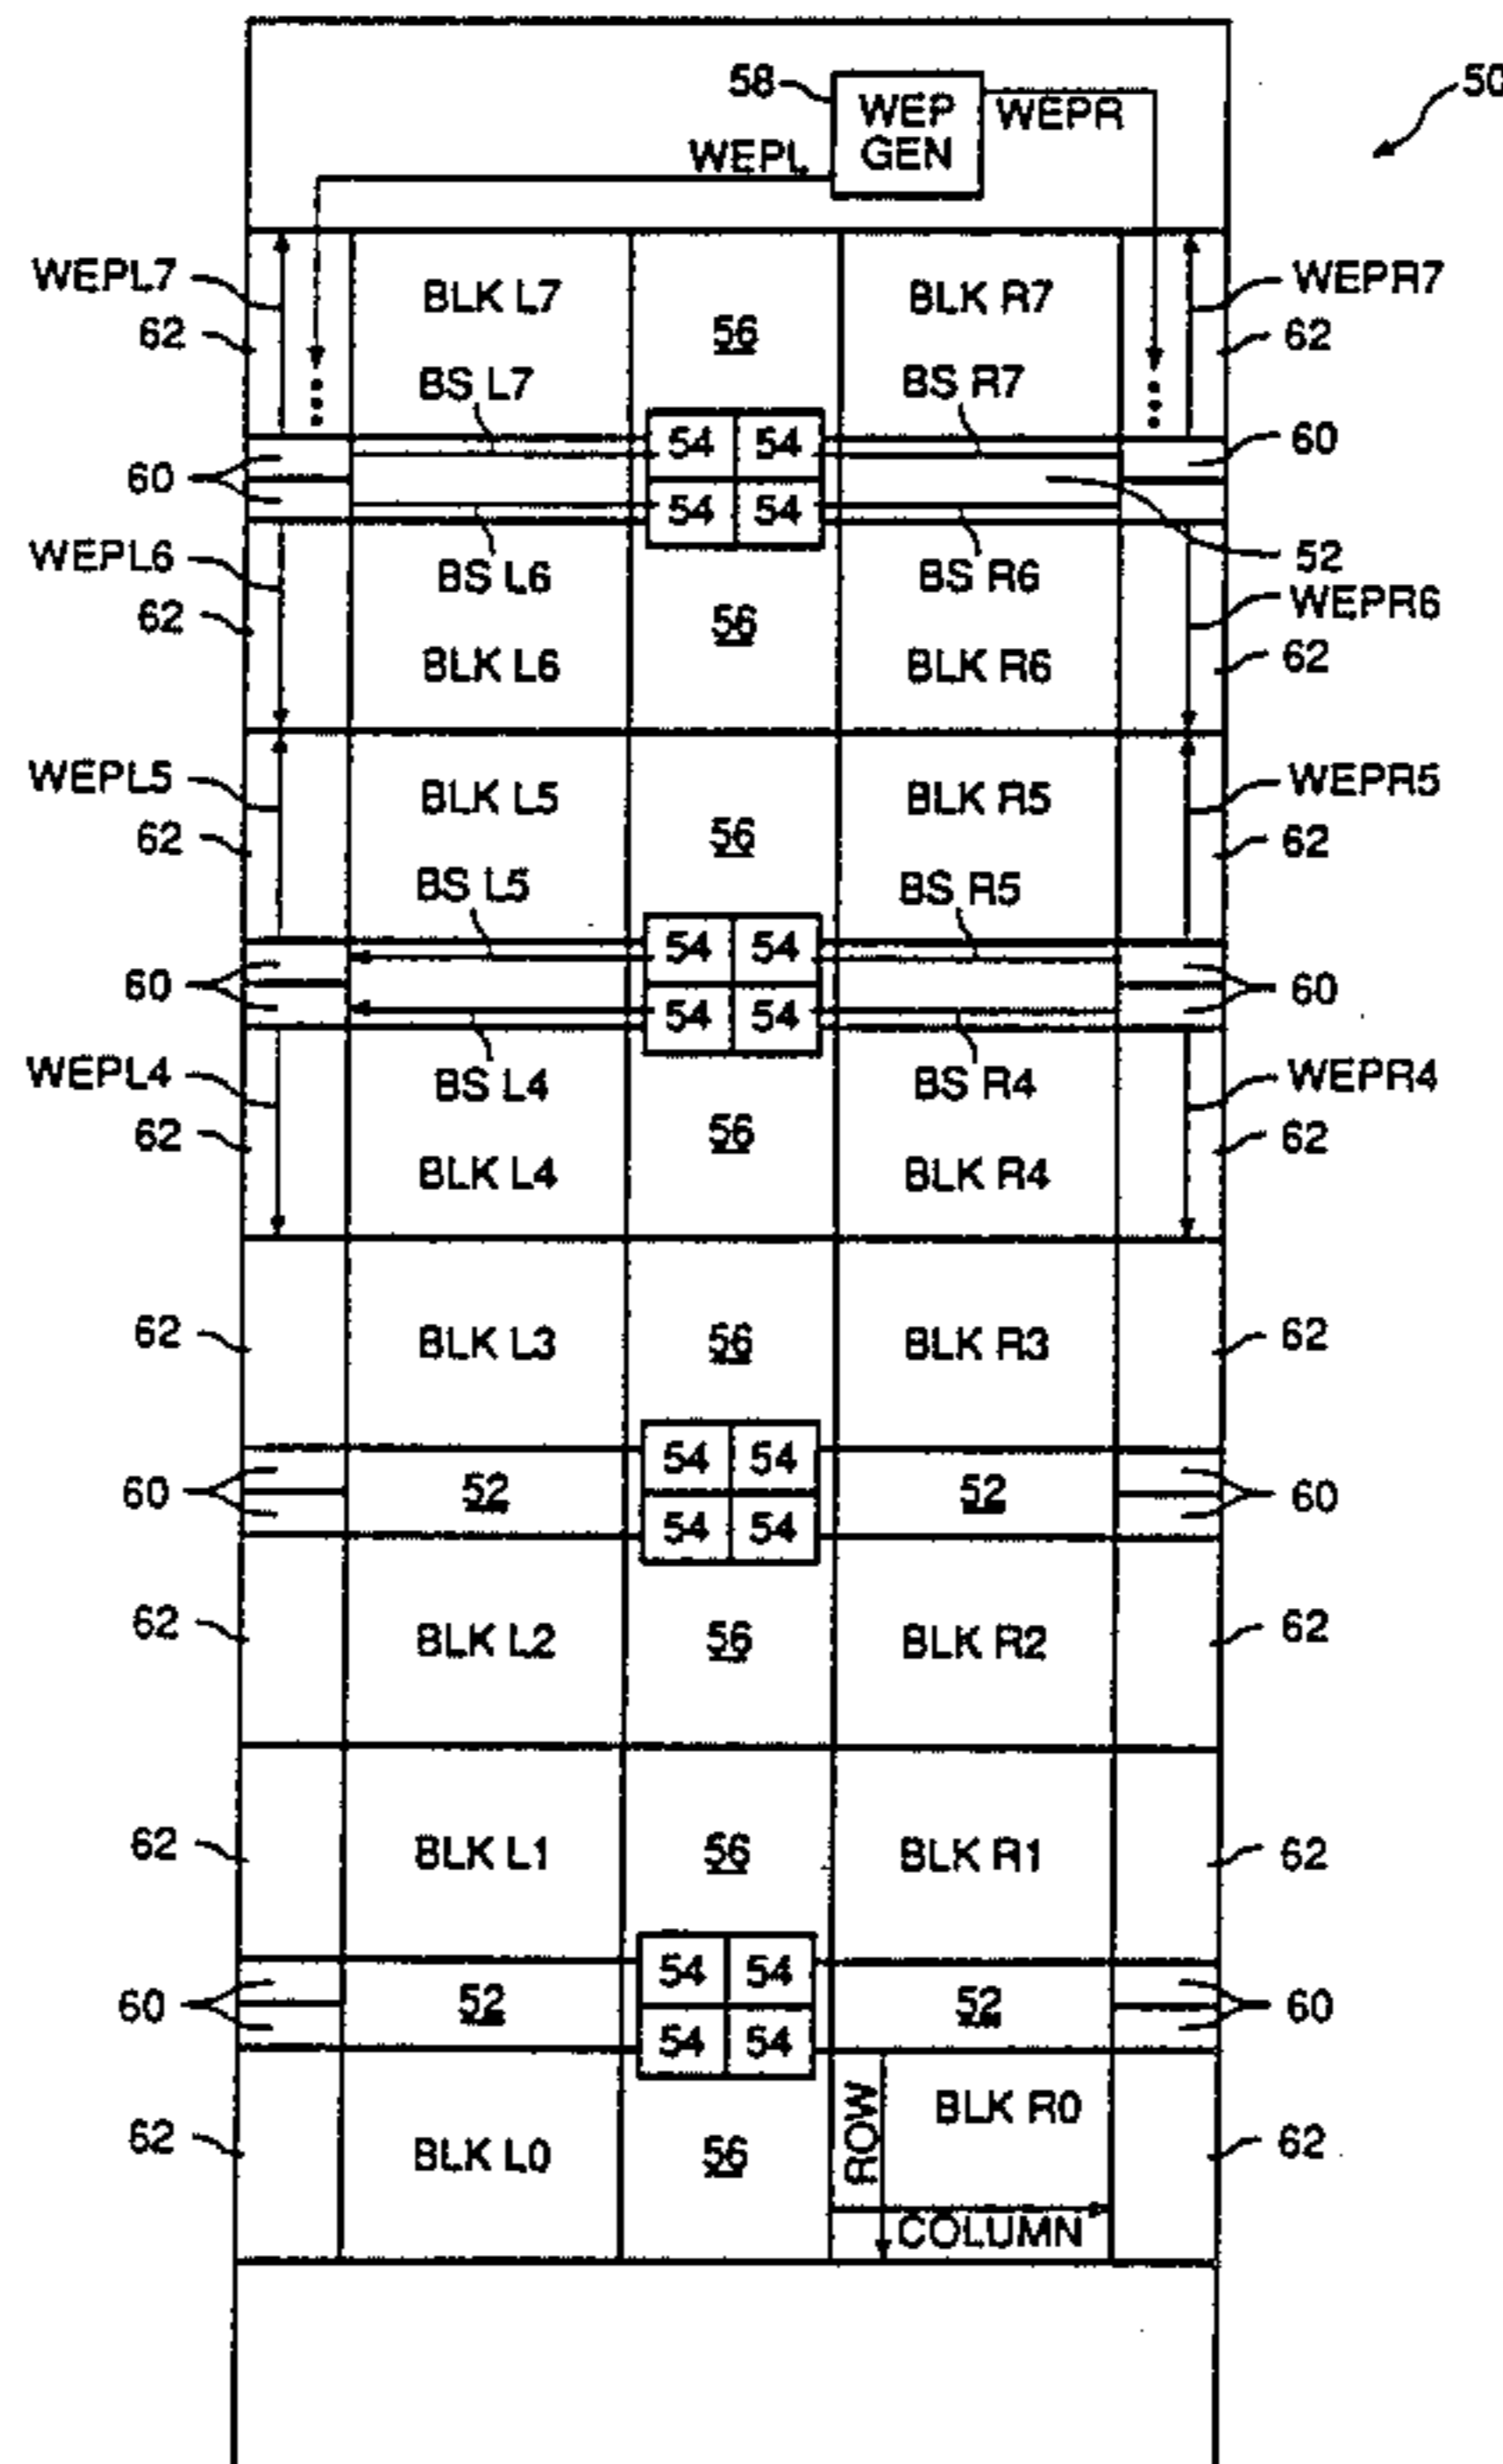 50
58
WEP
GEN
WEPR
WEPL
WEPL7
BLK L7
BLK R7
WEPR7
62
56
62
BS L7
BS R7
54 54
60
60
54 54
WEPL6
52
BS L6
BS R6
62
56
WEPR6
BLK L6
BLK R6
62
WEPL5
BLK L5
BLK R5
WEPR5
62
56
62
BS L5
BS R5
54 54
60
60
54 54
WEPL4
BS L4
BS R4
WEPR4
62
56
62
BLK L4
BLK R4
62
BLK L3
56
BLK R3
62
54 54
60
52
52
60
54 54
62
BLK L2
56
BLK R2
62
62
BLK L1
56
BLK R1
62
54 54
60
52
52
60
54 54
ROW
BLK R0
62
BLK L0
56
62
COLUMN